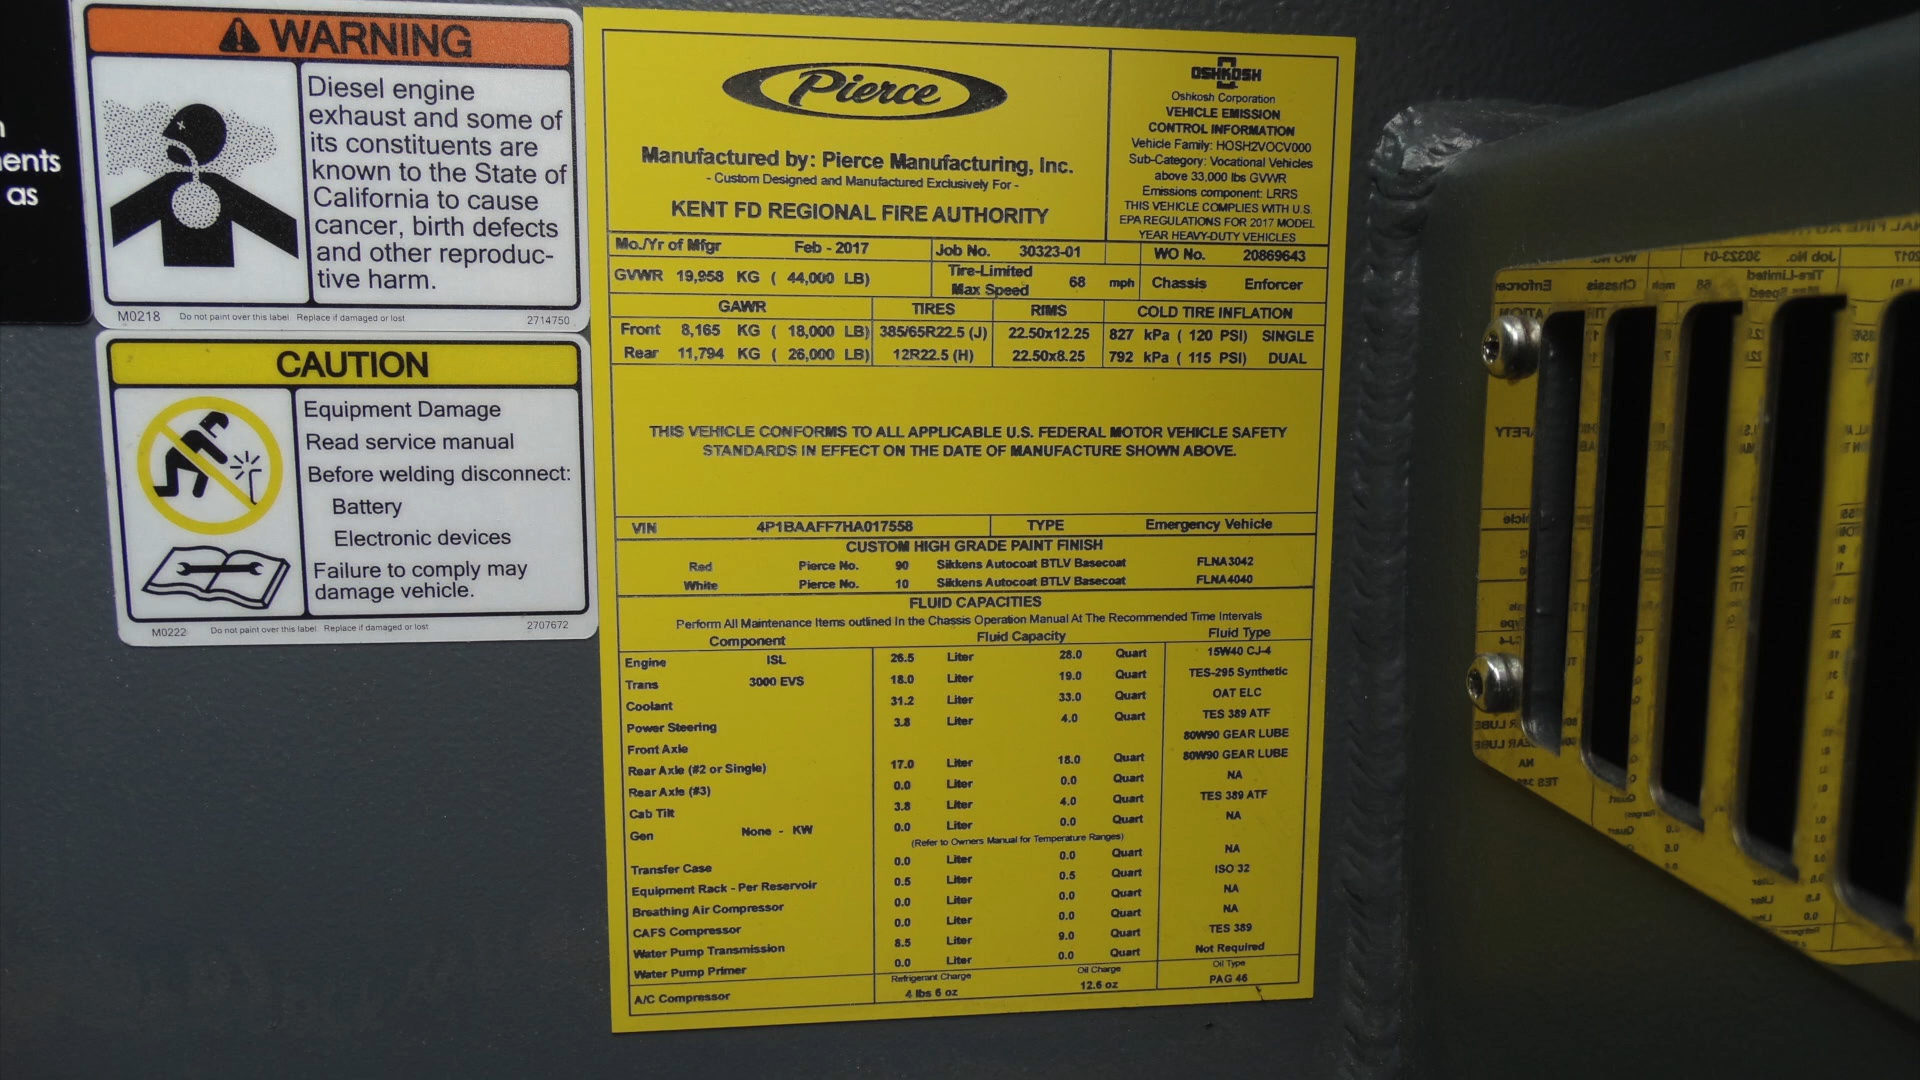 ents
as
WARNING
Diesel engine
exhaust and some of
its constituents are
known to the State of
California to cause
cancer, birth defects
and other reproduc-
tive harm.
M0218 Do not paint over this label. Replace if damaged or lost 2714750
CAUTION
Equipment Damage
Read service manual
Before welding disconnect:
Battery
Electronic devices
Failure to comply may
damage vehicle.
M0222 Do not paint over this label. Replace if damaged or lost 2707672
Pierce
Manufactured by: Pierce Manufacturing, Inc.
- Custom Designed and Manufactured Exclusively For -
KENT FD REGIONAL FIRE AUTHORITY
OSHKOSH
Oshkosh Corporation
VEHICLE EMISSION
CONTROL INFORMATION
Vehicle Family: HOSH2VOCV000
Sub-Category: Vocational Vehicles
above 33,000 lbs GVWR
Emissions component: LRRS
THIS VEHICLE COMPLIES WITH U.S.
EPA REGULATIONS FOR 2017 MODEL
YEAR HEAVY-DUTY VEHICLES
Mo./Yr of Mfgr Feb - 2017 Job No. 30323-01 WO No. 20869643
GVWR 19,958 KG ( 44,000 LB) Tire-Limited Max Speed 68 mph Chassis Enforcer
GAWR TIRES RIMS COLD TIRE INFLATION
Front 8,165 KG ( 18,000 LB) 385/65R22.5 (J) 22.50x12.25 827 kPa ( 120 PSI) SINGLE
Rear 11,794 KG ( 26,000 LB) 12R22.5 (H) 22.50x8.25 792 kPa ( 115 PSI) DUAL
THIS VEHICLE CONFORMS TO ALL APPLICABLE U.S. FEDERAL MOTOR VEHICLE SAFETY
STANDARDS IN EFFECT ON THE DATE OF MANUFACTURE SHOWN ABOVE.
VIN 4P1BAAFF7HA017558 TYPE Emergency Vehicle
CUSTOM HIGH GRADE PAINT FINISH
Red Pierce No. 90 Sikkens Autocoat BTLV Basecoat FLNA3042
White Pierce No. 10 Sikkens Autocoat BTLV Basecoat FLNA4040
FLUID CAPACITIES
Perform All Maintenance Items outlined In the Chassis Operation Manual At The Recommended Time Intervals
Component Fluid Capacity Fluid Type
Engine ISL 26.5 Liter 28.0 Quart 15W40 CJ-4
Trans 3000 EVS 18.0 Liter 19.0 Quart TES-295 Synthetic
Coolant 31.2 Liter 33.0 Quart OAT ELC
Power Steering 3.8 Liter 4.0 Quart TES 389 ATF
Front Axle 80W90 GEAR LUBE
Rear Axle (#2 or Single) 17.0 Liter 18.0 Quart 80W90 GEAR LUBE
Rear Axle (#3) 0.0 Liter 0.0 Quart NA
Cab Tilt 3.8 Liter 4.0 Quart TES 389 ATF
Gen None - KW 0.0 Liter 0.0 Quart NA
(Refer to Owners Manual for Temperature Ranges)
Transfer Case 0.0 Liter 0.0 Quart NA
Equipment Rack - Per Reservoir 0.5 Liter 0.5 Quart ISO 32
Breathing Air Compressor 0.0 Liter 0.0 Quart NA
CAFS Compressor 0.0 Liter 0.0 Quart NA
Water Pump Transmission 8.5 Liter 9.0 Quart TES 389
Water Pump Primer 0.0 Liter 0.0 Quart Not Required
Refrigerant Charge Oil Charge Oil Type
A/C Compressor 4 lbs 6 oz 12.6 oz PAG 46